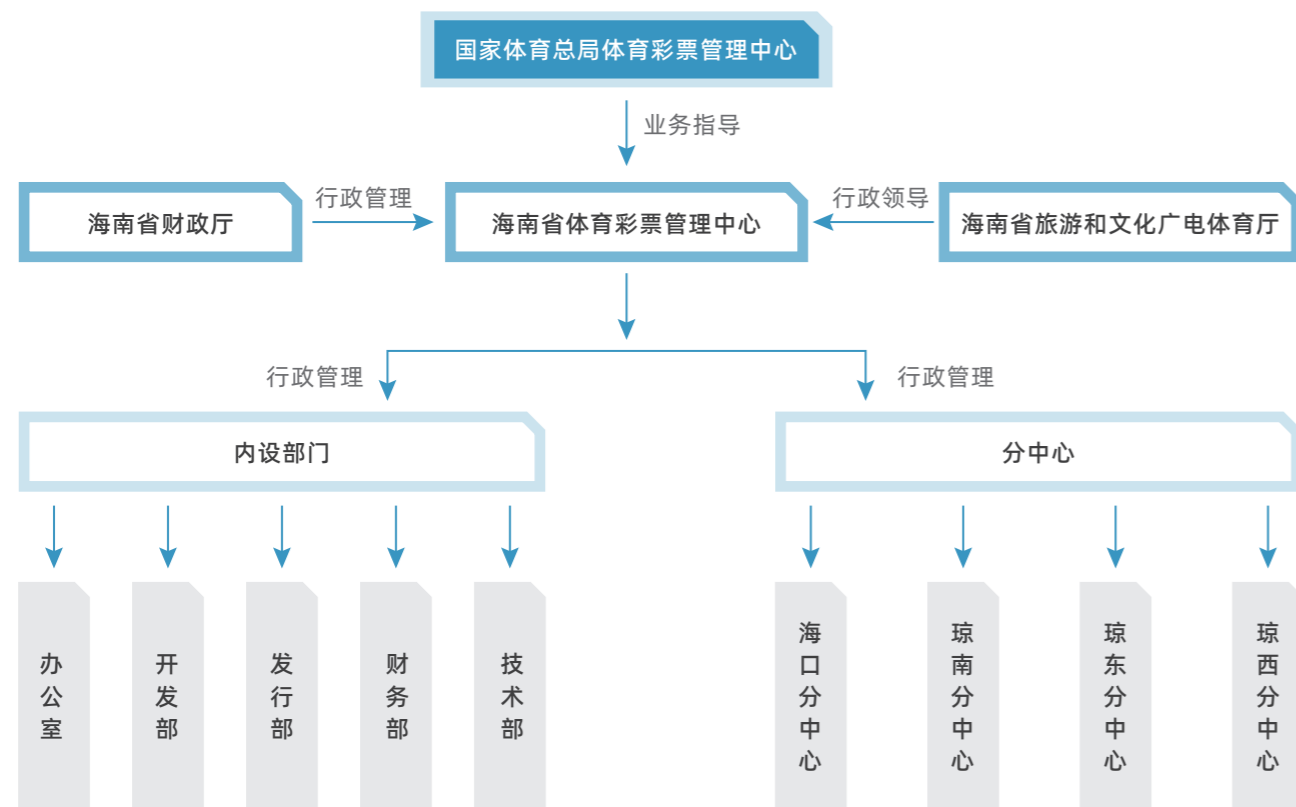 国家体育总局体育彩票管理中心
业务指导
海南省财政厅
行政管理
海南省体育彩票管理中心
行政领导
海南省旅游和文化广电体育厅
行政管理
行政管理
内设部门
分中心
办公室
开发部
发行部
财务部
技术部
海口分中心
琼南分中心
琼东分中心
琼西分中心